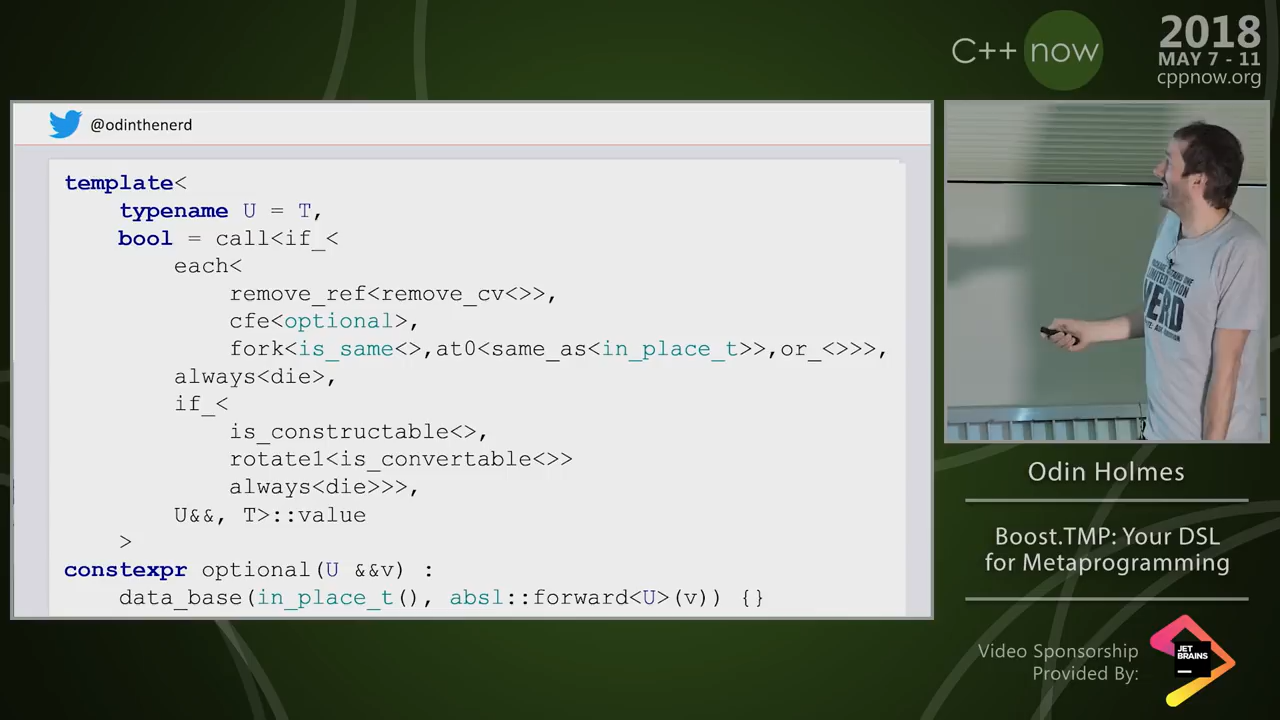 C++ now
2018
MAY 7 - 11
cppnow.org
@odinthenerd
template<
typename U = T,
bool = call<if_<
each<
remove_ref<remove_cv<>>,
cfe<optional>,
fork<is_same<>,at0<same_as<in_place_t>>,or_<>>>,
always<die>,
if_<
is_constructable<>,
rotate1<is_convertable<>>
always<die>>>,
U&&, T>::value
>
constexpr optional(U &&v) :
data_base(in_place_t(), absl::forward<U>(v)) {}
NERD
Odin Holmes
Boost.TMP: Your DSL
for Metaprogramming
Video Sponsorship
Provided By:
JET
BRAINS